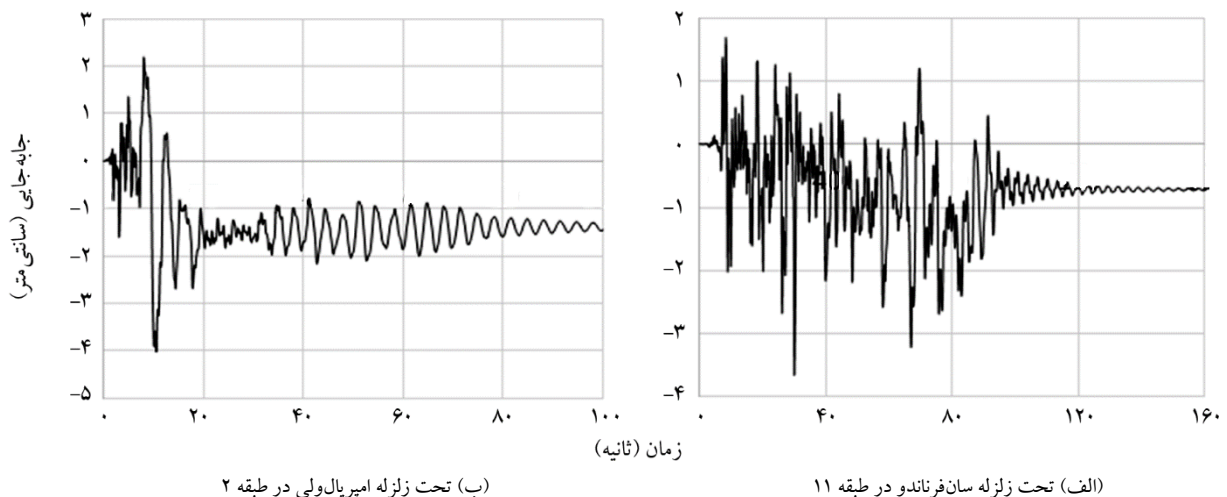 ۳
۲
۱
۰
-۱
-۲
-۳
-۴
-۵
۰ ۲۰ ۴۰ ۶۰ ۸۰ ۱۰۰
جابه‌جایی (سانتی متر)
۲
۱
۰
-۱
-۲
-۳
-۴
۰ ۴۰ ۸۰ ۱۲۰ ۱۶۰
زمان (ثانیه)
(الف) تحت زلزله سان‌فرناندو در طبقه ۱۱
(ب) تحت زلزله امپریال‌ولی در طبقه ۲